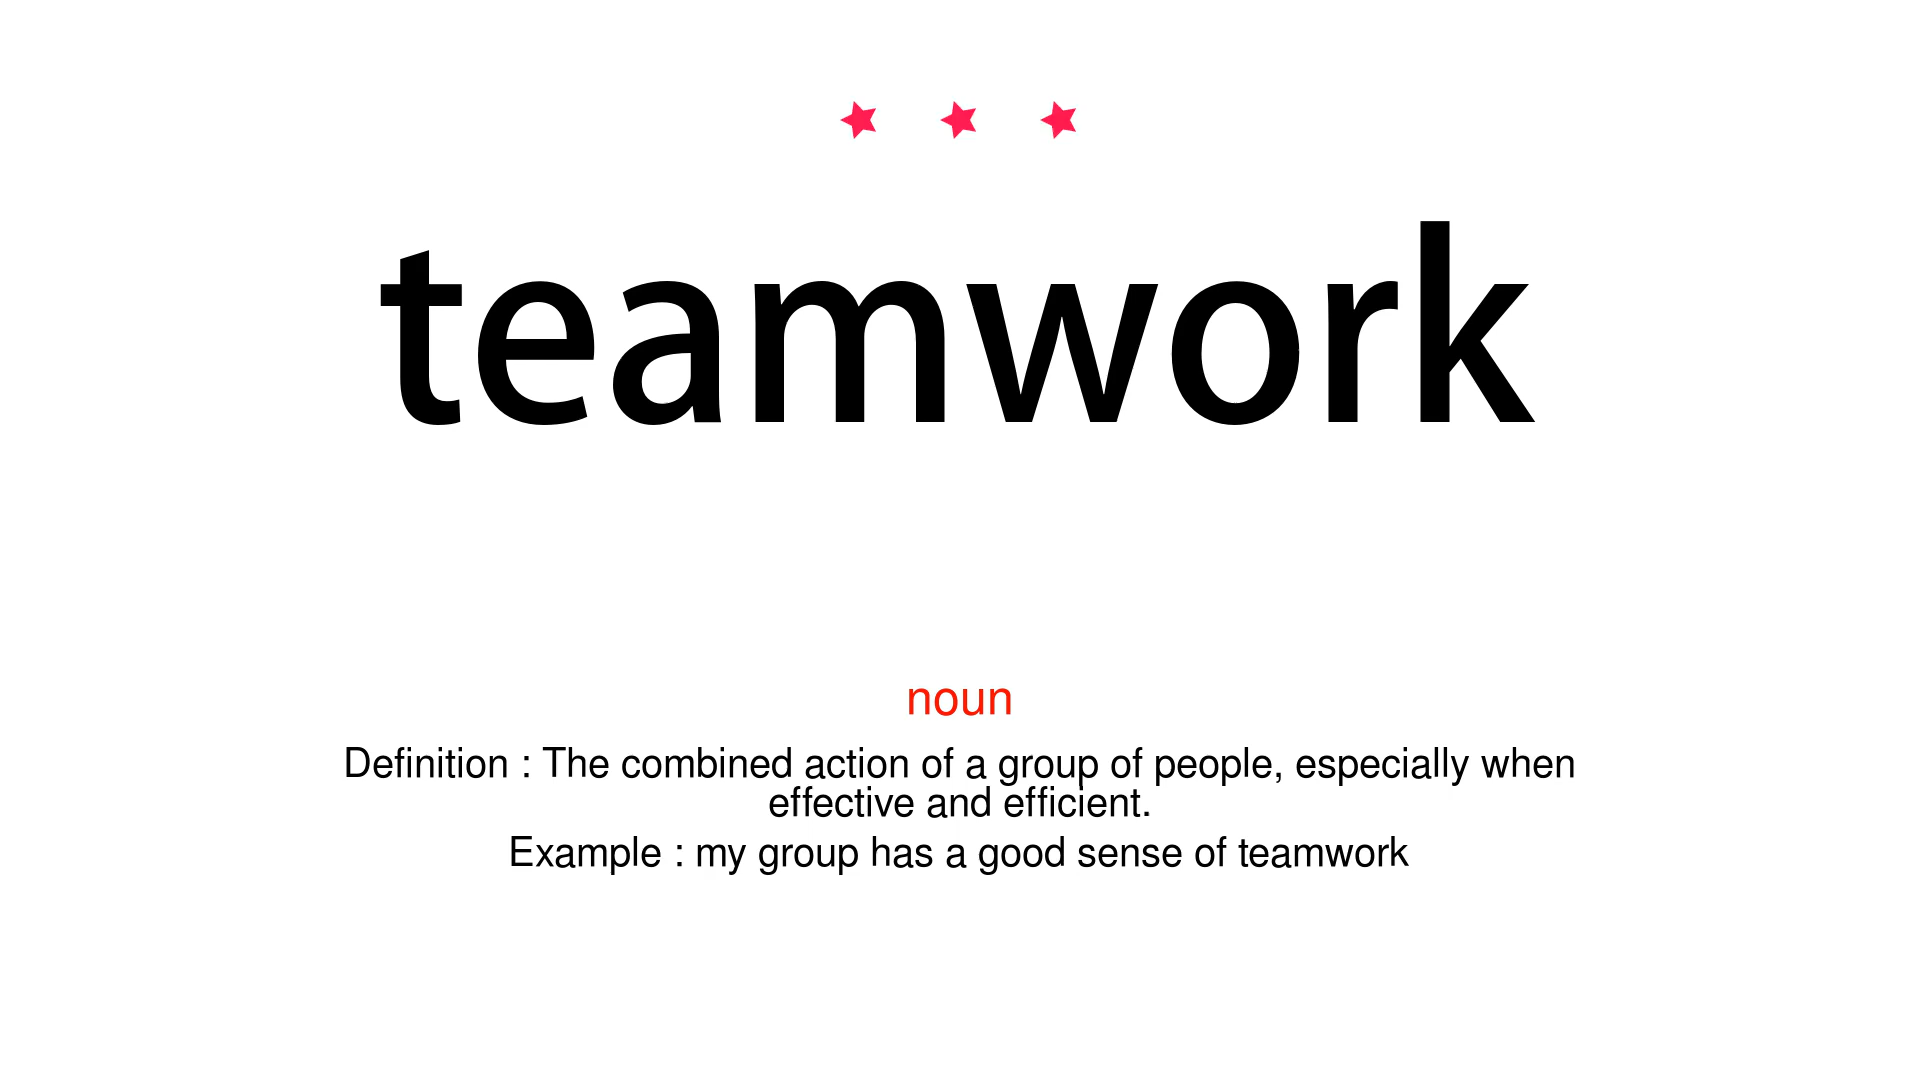 teamwork
noun
Definition : The combined action of a group of people, especially when
effective and efficient.
Example : my group has a good sense of teamwork